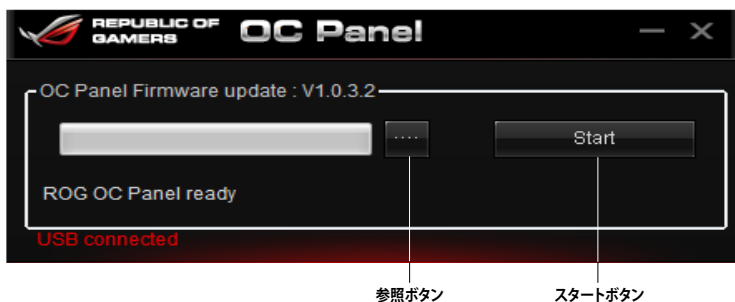 REPUBLIC OF
GAMERS
OC Panel
OC Panel Firmware update : V1.0.3.2
....
Start
ROG OC Panel ready
USB connected
参照ボタン
スタートボタン